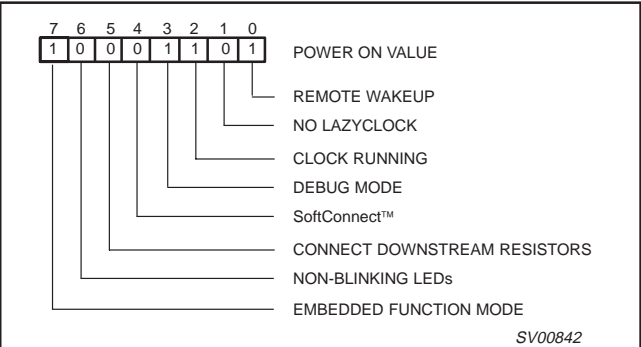 7 6 5 4 3 2 1 0
1 0 0 0 1 1 0 1 POWER ON VALUE
REMOTE WAKEUP
NO LAZYCLOCK
CLOCK RUNNING
DEBUG MODE
SoftConnect™
CONNECT DOWNSTREAM RESISTORS
NON-BLINKING LEDs
EMBEDDED FUNCTION MODE
SV00842